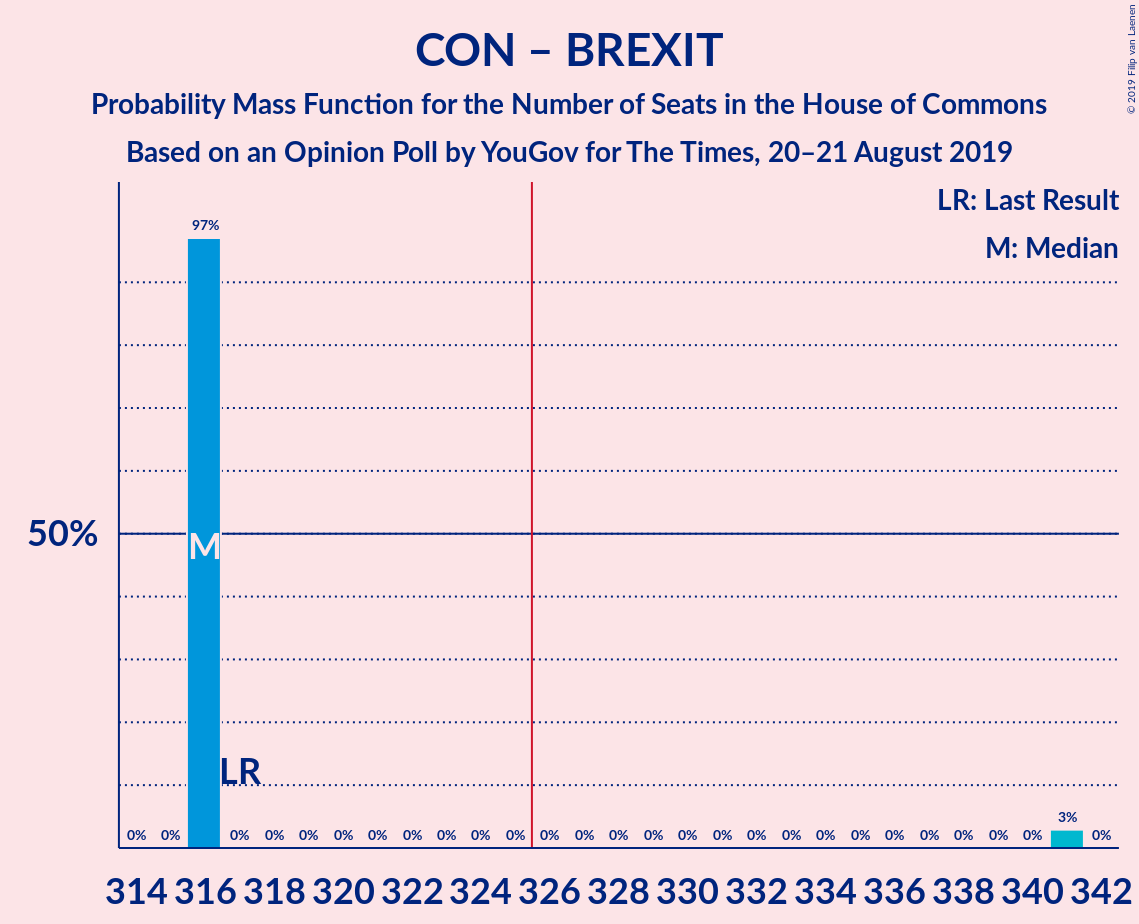 CON – BREXIT
Probability Mass Function for the Number of Seats in the House of Commons
Based on an Opinion Poll by YouGov for The Times, 20–21 August 2019
© 2019 Filip van Laenen
LR: Last Result
M: Median
97%
50%
M
LR
0% 0% 0% 0% 0% 0% 0% 0% 0% 0% 0% 0% 0% 0% 0% 0% 0% 0% 0% 0% 0% 0% 0% 0% 0% 0% 3% 0%
314 316 318 320 322 324 326 328 330 332 334 336 338 340 342